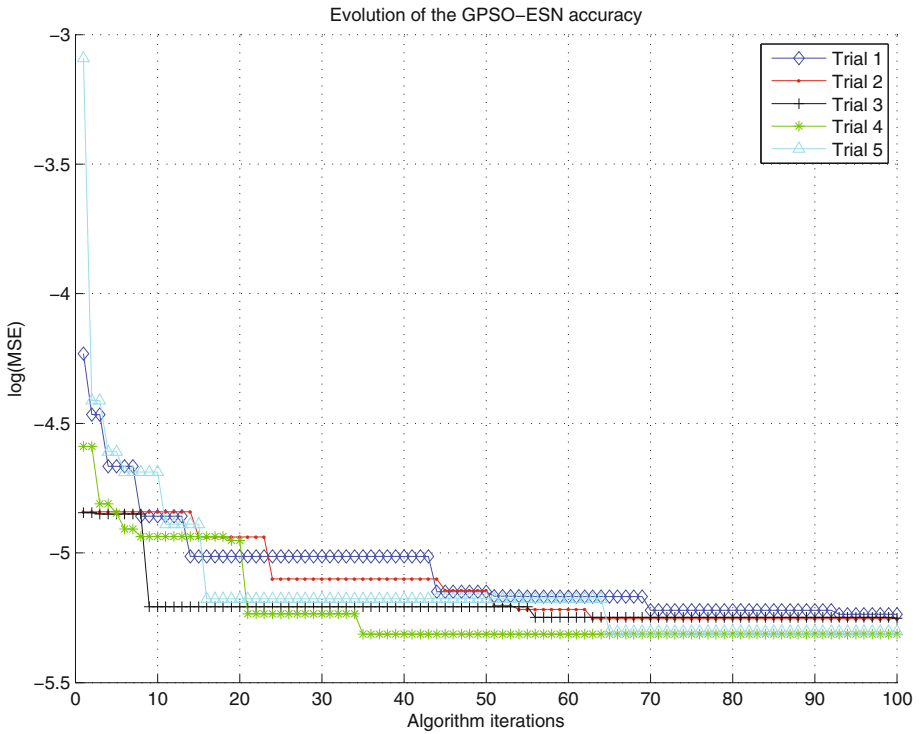 Evolution of the GPSO−ESN accuracy
−3
−3.5
−4
−4.5
−5
−5.5
log(MSE)
0 10 20 30 40 50 60 70 80 90 100
Algorithm iterations
Trial 1
Trial 2
Trial 3
Trial 4
Trial 5